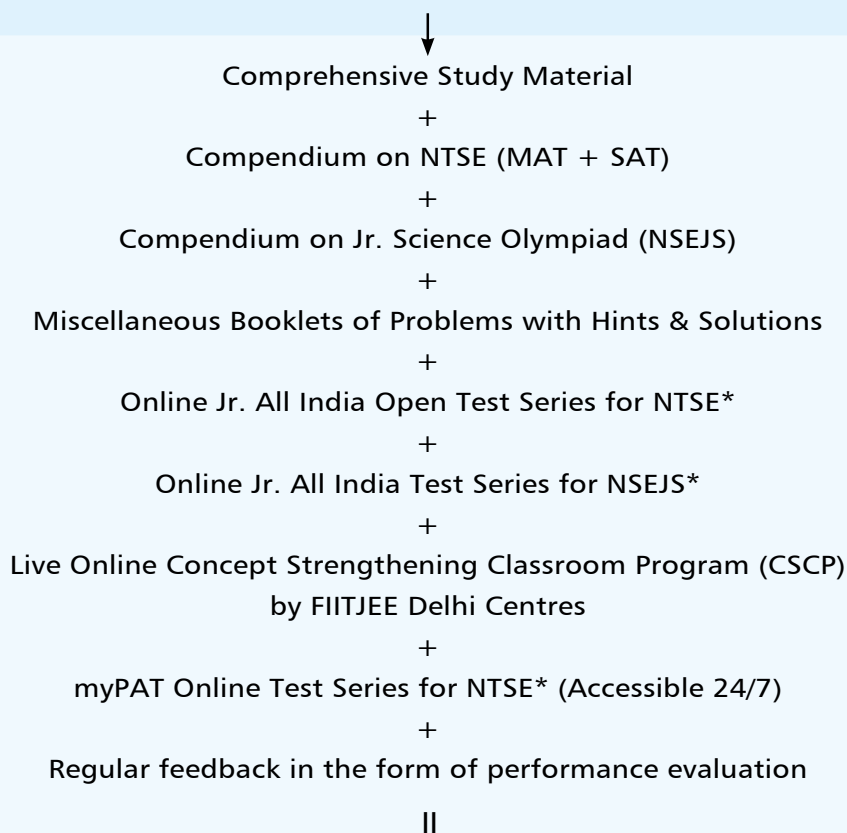 Comprehensive Study Material
+
Compendium on NTSE (MAT + SAT)
+
Compendium on Jr. Science Olympiad (NSEJS)
+
Miscellaneous Booklets of Problems with Hints & Solutions
+
Online Jr. All India Open Test Series for NTSE*
+
Online Jr. All India Test Series for NSEJS*
+
Live Online Concept Strengthening Classroom Program (CSCP)
by FIITJEE Delhi Centres
+
myPAT Online Test Series for NTSE* (Accessible 24/7)
+
Regular feedback in the form of performance evaluation